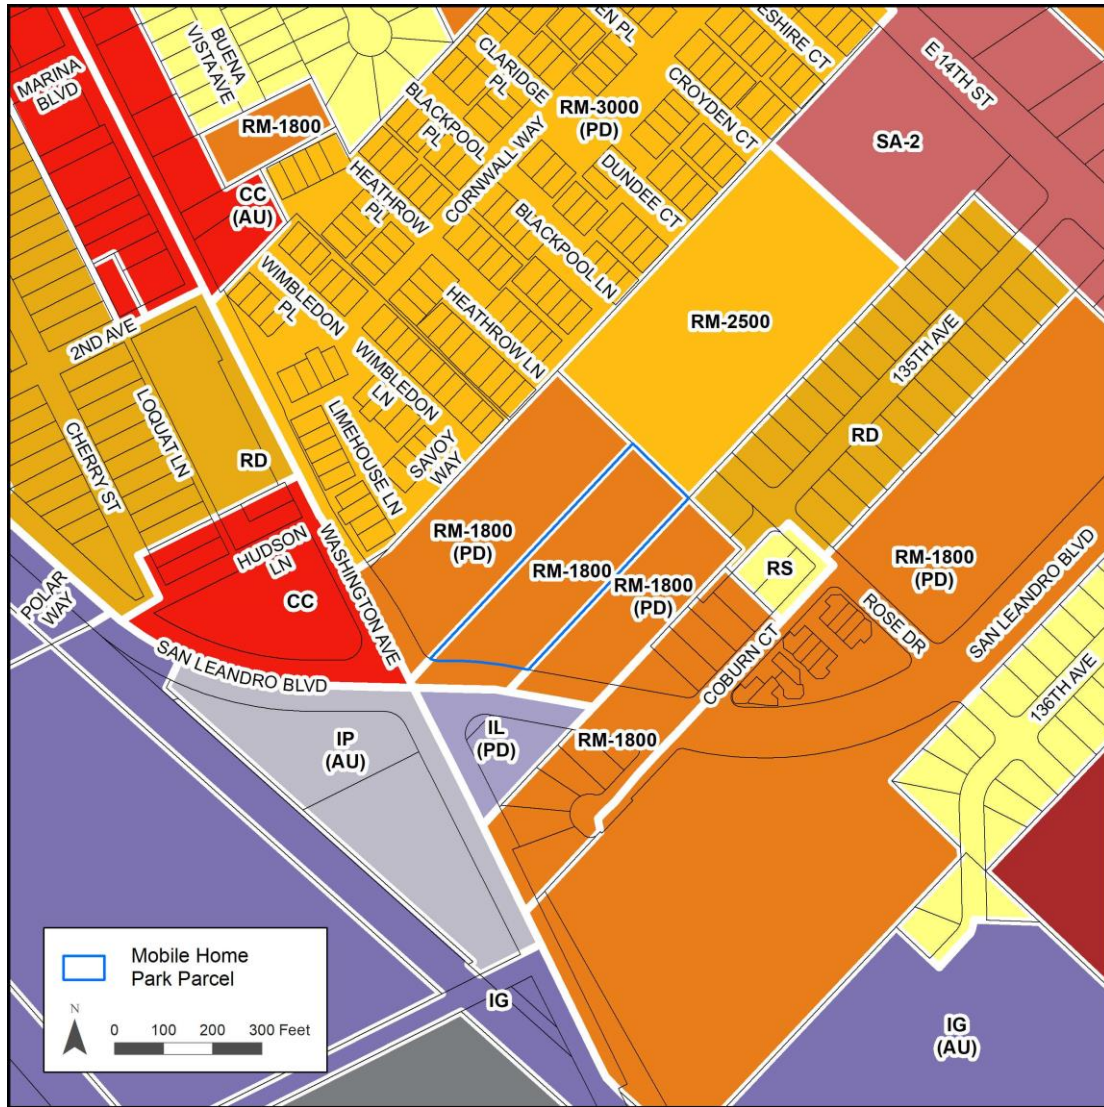 MARINA
BLVD
BUENA
VISTA AVE
RM-1800
CLARIDGE
PL
EN PL
ESHIRE CT
E 14TH ST
BLACKPOOL
PL
RM-3000
(PD)
CROYDEN CT
SA-2
CORNWALL WAY
HEATHROW
PL
DUNDEE CT
CC
(AU)
BLACKPOOL LN
WIMBLEDON
PL
HEATHROW LN
2ND AVE
RM-2500
135TH AVE
WIMBLEDON
LN
LOQUAT LN
CHERRY ST
LIMEHOUSE LN
SAVOY
WAY
RD
RD
HUDSON
LN
WASHINGTON AVE
RM-1800
(PD)
RM-1800
RM-1800
(PD)
RS
RM-1800
(PD)
SAN LEANDRO BLVD
POLAR
WAY
CC
ROSE DR
COBURN CT
SAN LEANDRO BLVD
136TH AVE
IP
(AU)
IL
(PD)
RM-1800
Mobile Home
Park Parcel
N
0 100 200 300 Feet
IG
IG
(AU)